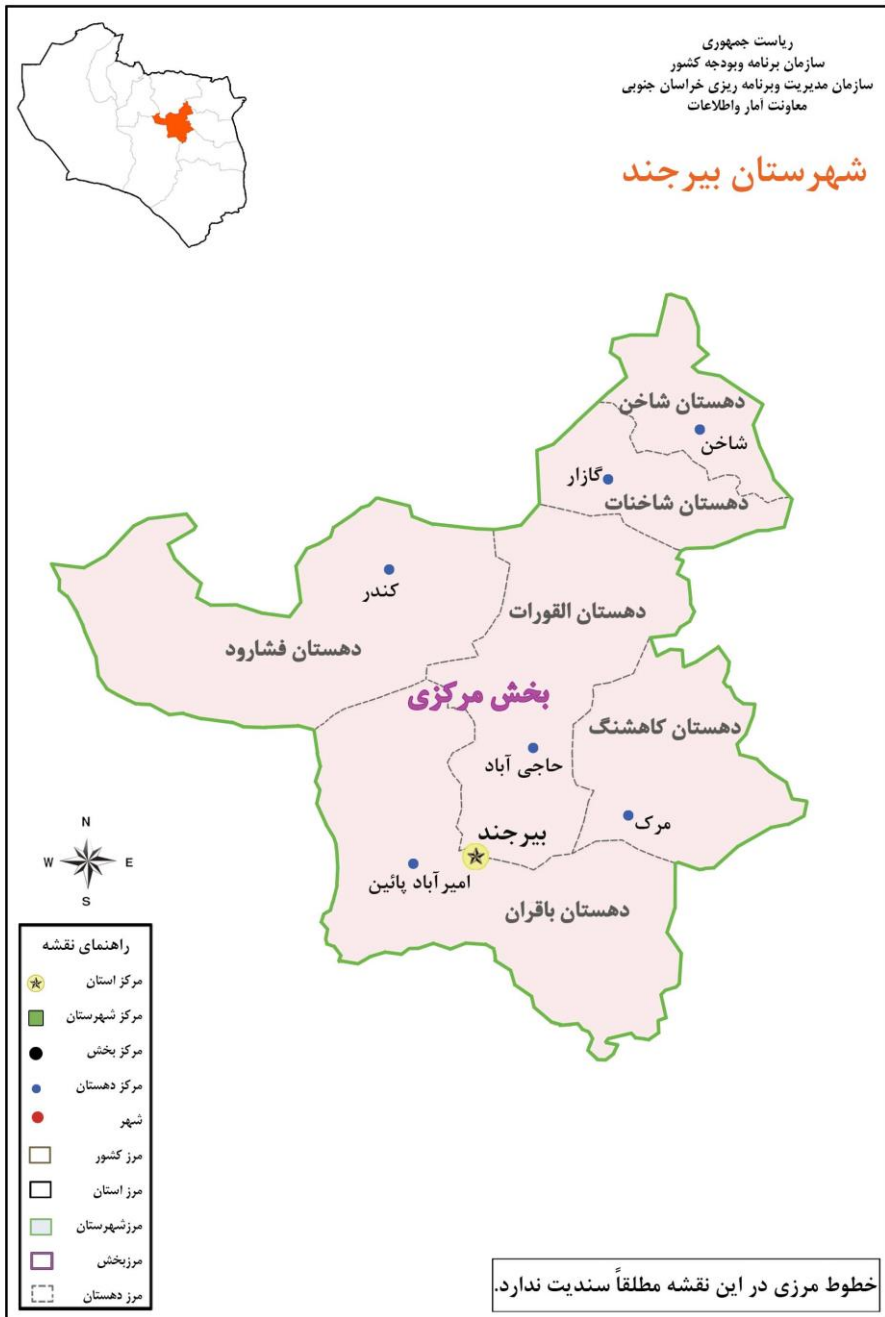 ریاست جمهوری
سازمان برنامه وبودجه کشور
سازمان مدیریت وبرنامه ریزی خراسان جنوبی
معاونت آمار واطلاعات
شهرستان بیرجند
دهستان شاخن
شاخن
گازار
دهستان شاخنات
کندر
دهستان القورات
دهستان فشارود
بخش مرکزی
دهستان کاهشنگ
حاجی آباد
مرک
بیرجند
امیرآباد پائین
دهستان باقران
N
W E
S
راهنمای نقشه
مرکز استان
مرکز شهرستان
مرکز بخش
مرکز دهستان
شهر
مرز کشور
مرز استان
مرزشهرستان
مرزبخش
مرز دهستان
خطوط مرزی در این نقشه مطلقاً سندیت ندارد.